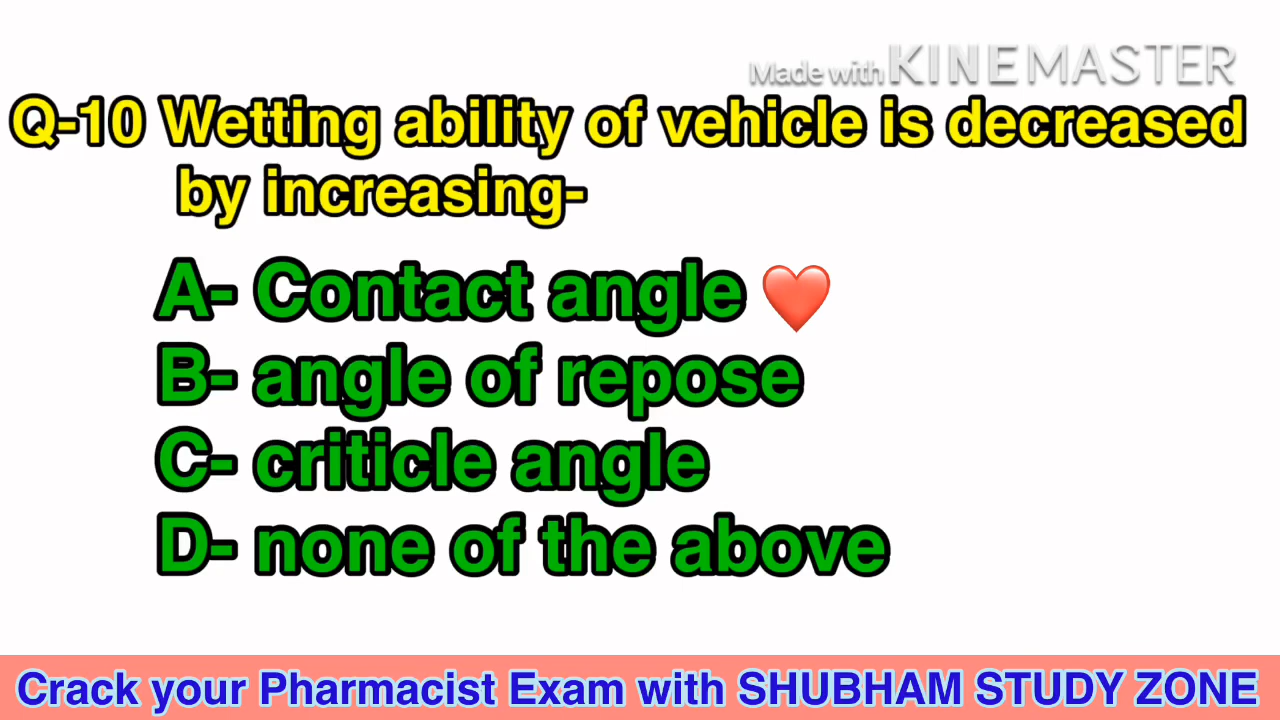 Made with KINEMASTER
Q-10 Wetting ability of vehicle is decreased
by increasing-
A- Contact angle ❤️
B- angle of repose
C- criticle angle
D- none of the above
Crack your Pharmacist Exam with SHUBHAM STUDY ZONE